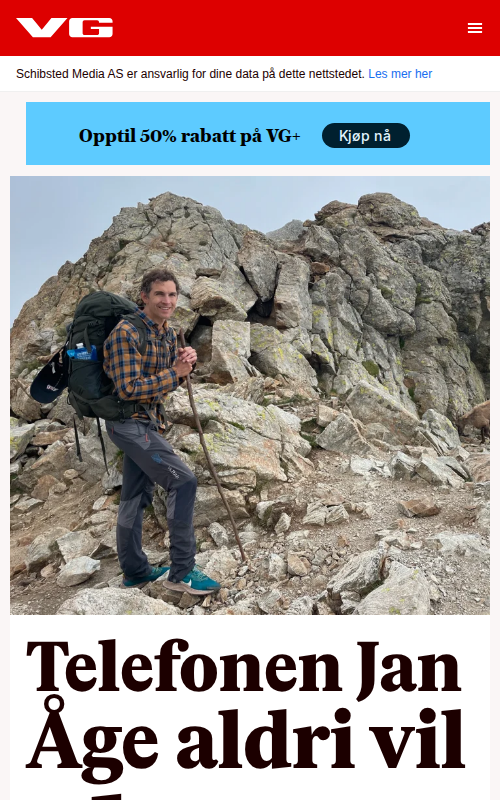 VG
Schibsted Media AS er ansvarlig for dine data på dette nettstedet. Les mer her
Opptil 50% rabatt på VG+ Kjøp nå
Telefonen Jan
Åge aldri vil